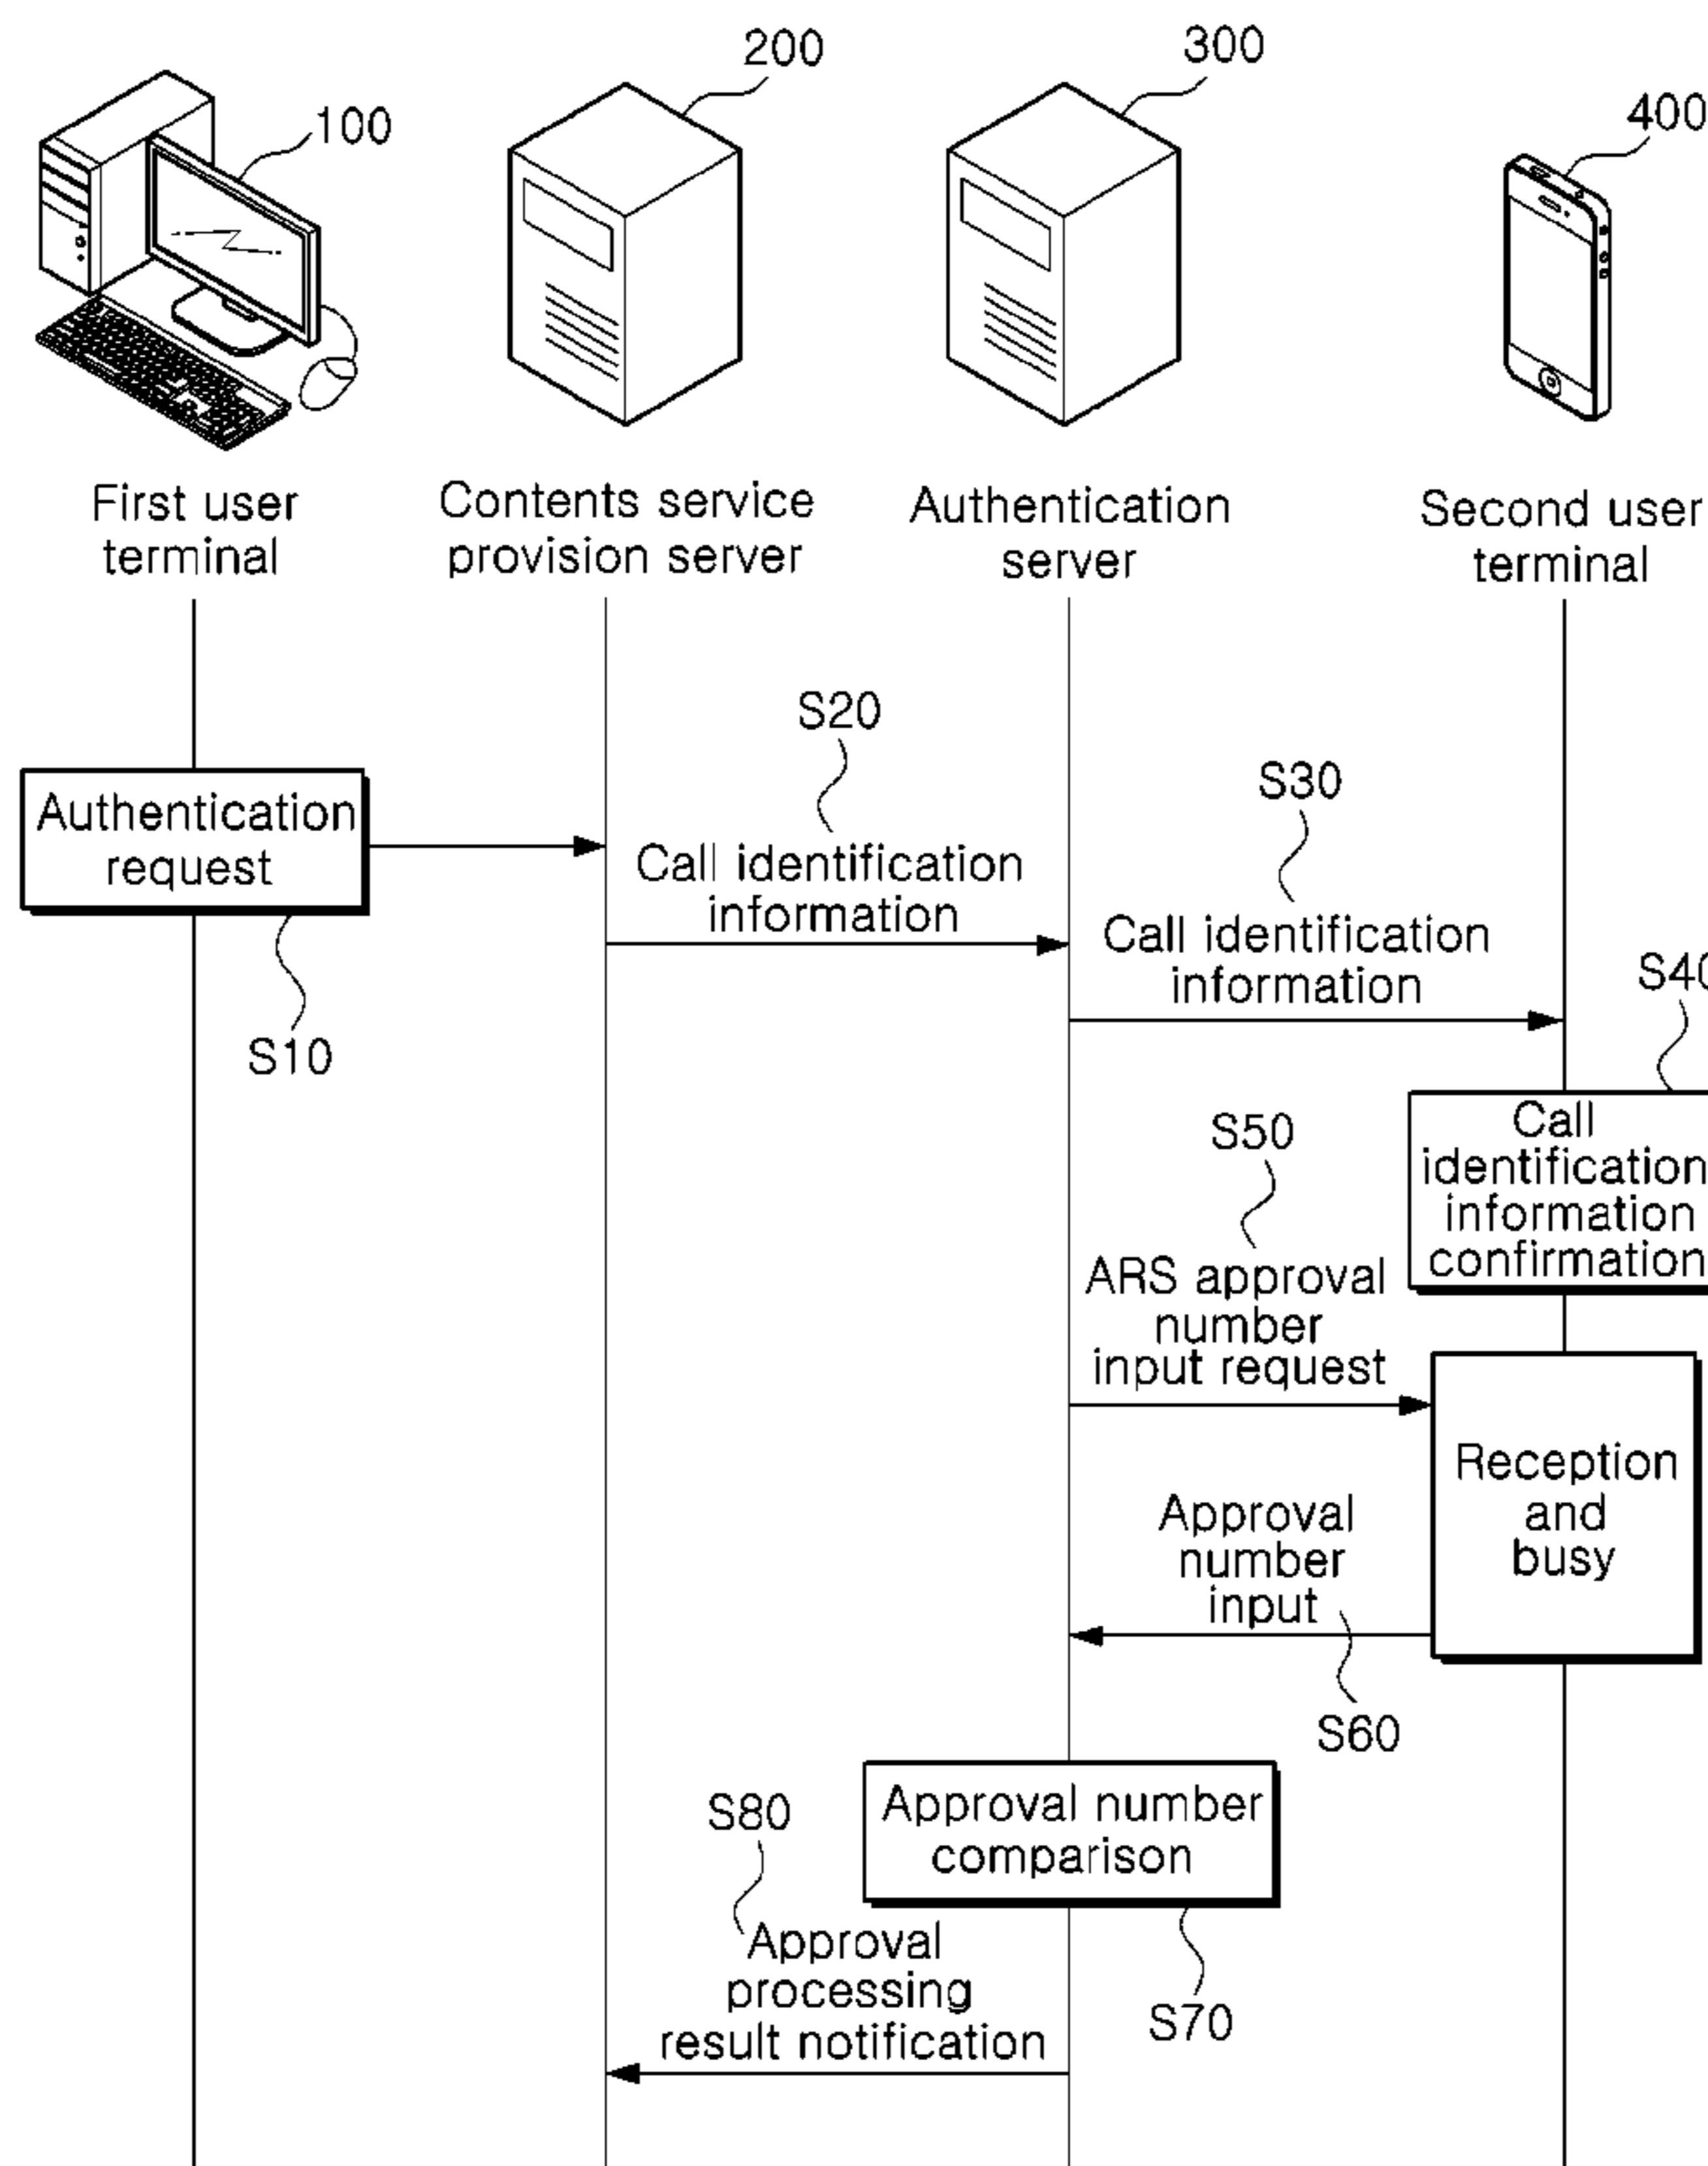 200
300
100
400
First user
terminal
Contents service
provision server
Authentication
server
Second user
terminal
S20
S30
Authentication
request
Call identification
information
Call identification
information
S10
S40
Call
identification
information
confirmation
S50
ARS approval
number
input request
Reception
and
busy
Approval
number
input
S60
Approval number
comparison
S80
Approval
processing
result notification
S70